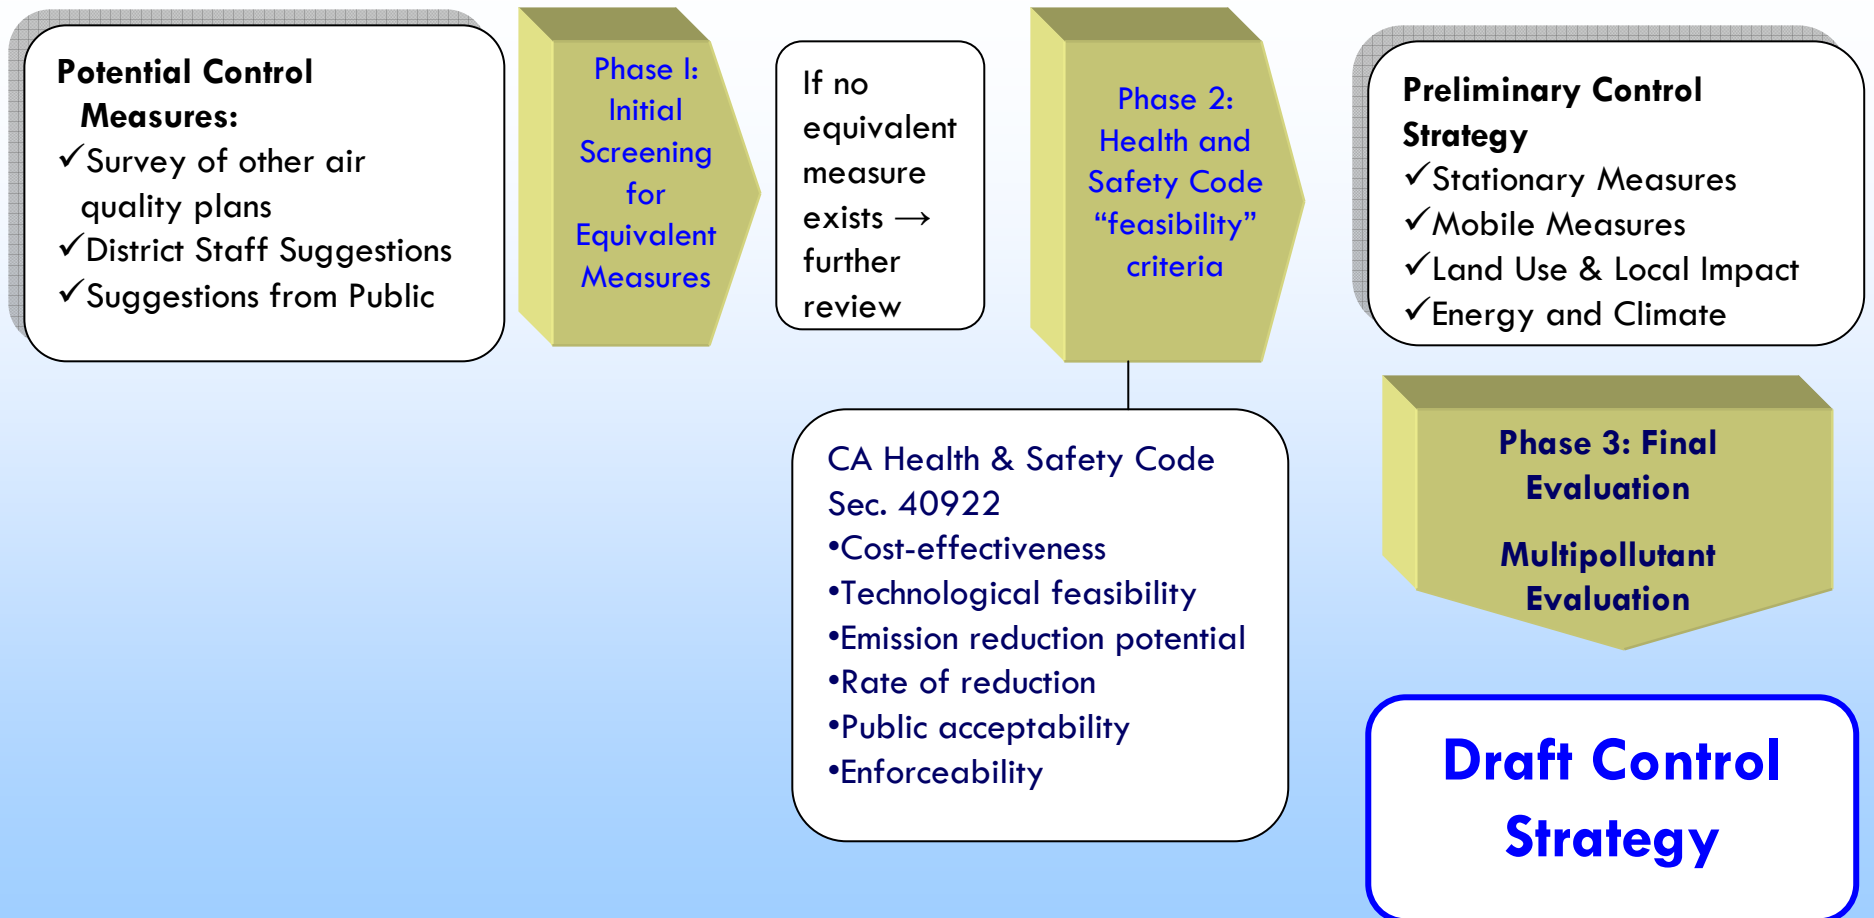 Potential Control
Measures:
✓Survey of other air
quality plans
✓District Staff Suggestions
✓Suggestions from Public
Phase I:
Initial
Screening
for
Equivalent
Measures
If no
equivalent
measure
exists →
further
review
Phase 2:
Health and
Safety Code
“feasibility”
criteria
CA Health & Safety Code
Sec. 40922
•Cost-effectiveness
•Technological feasibility
•Emission reduction potential
•Rate of reduction
•Public acceptability
•Enforceability
Preliminary Control
Strategy
✓Stationary Measures
✓Mobile Measures
✓Land Use & Local Impact
✓Energy and Climate
Phase 3: Final
Evaluation
Multipollutant
Evaluation
Draft Control
Strategy